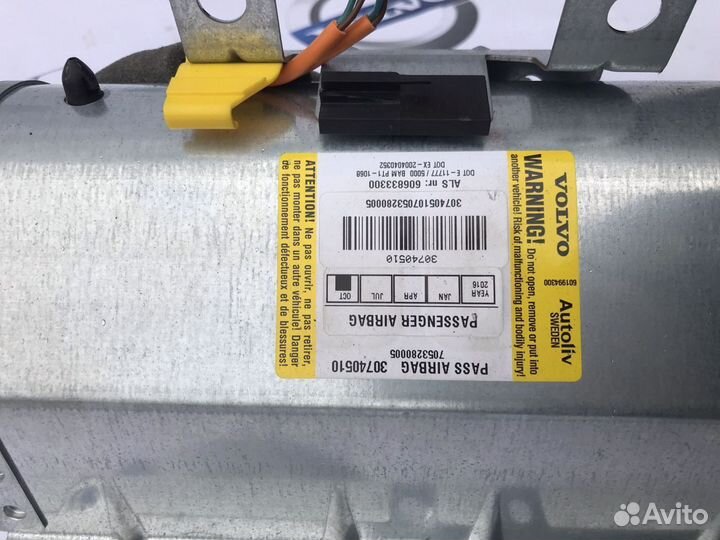 VOLVO
Autoliv
SWEDEN
601994300
WARNING! Do not open, remove or put into
another vehicle! Risk of malfunctioning and bodily injury!
PASS AIRBAG 30740510
7053280005
PASSENGER AIRBAG
YEAR
2016
JAN
APR
JUL
OCT
30740510
307405107053280005
ALS nr: 606833300
DOT E-11777 / 5000 BAM PT1-1068
DOT EX-2004040352
ATTENTION! Ne pas ouvrir, ne pas retirer,
ne pas monter dans un autre véhicule! Danger
de fonctionnement défectueux et de blessures!
Avito